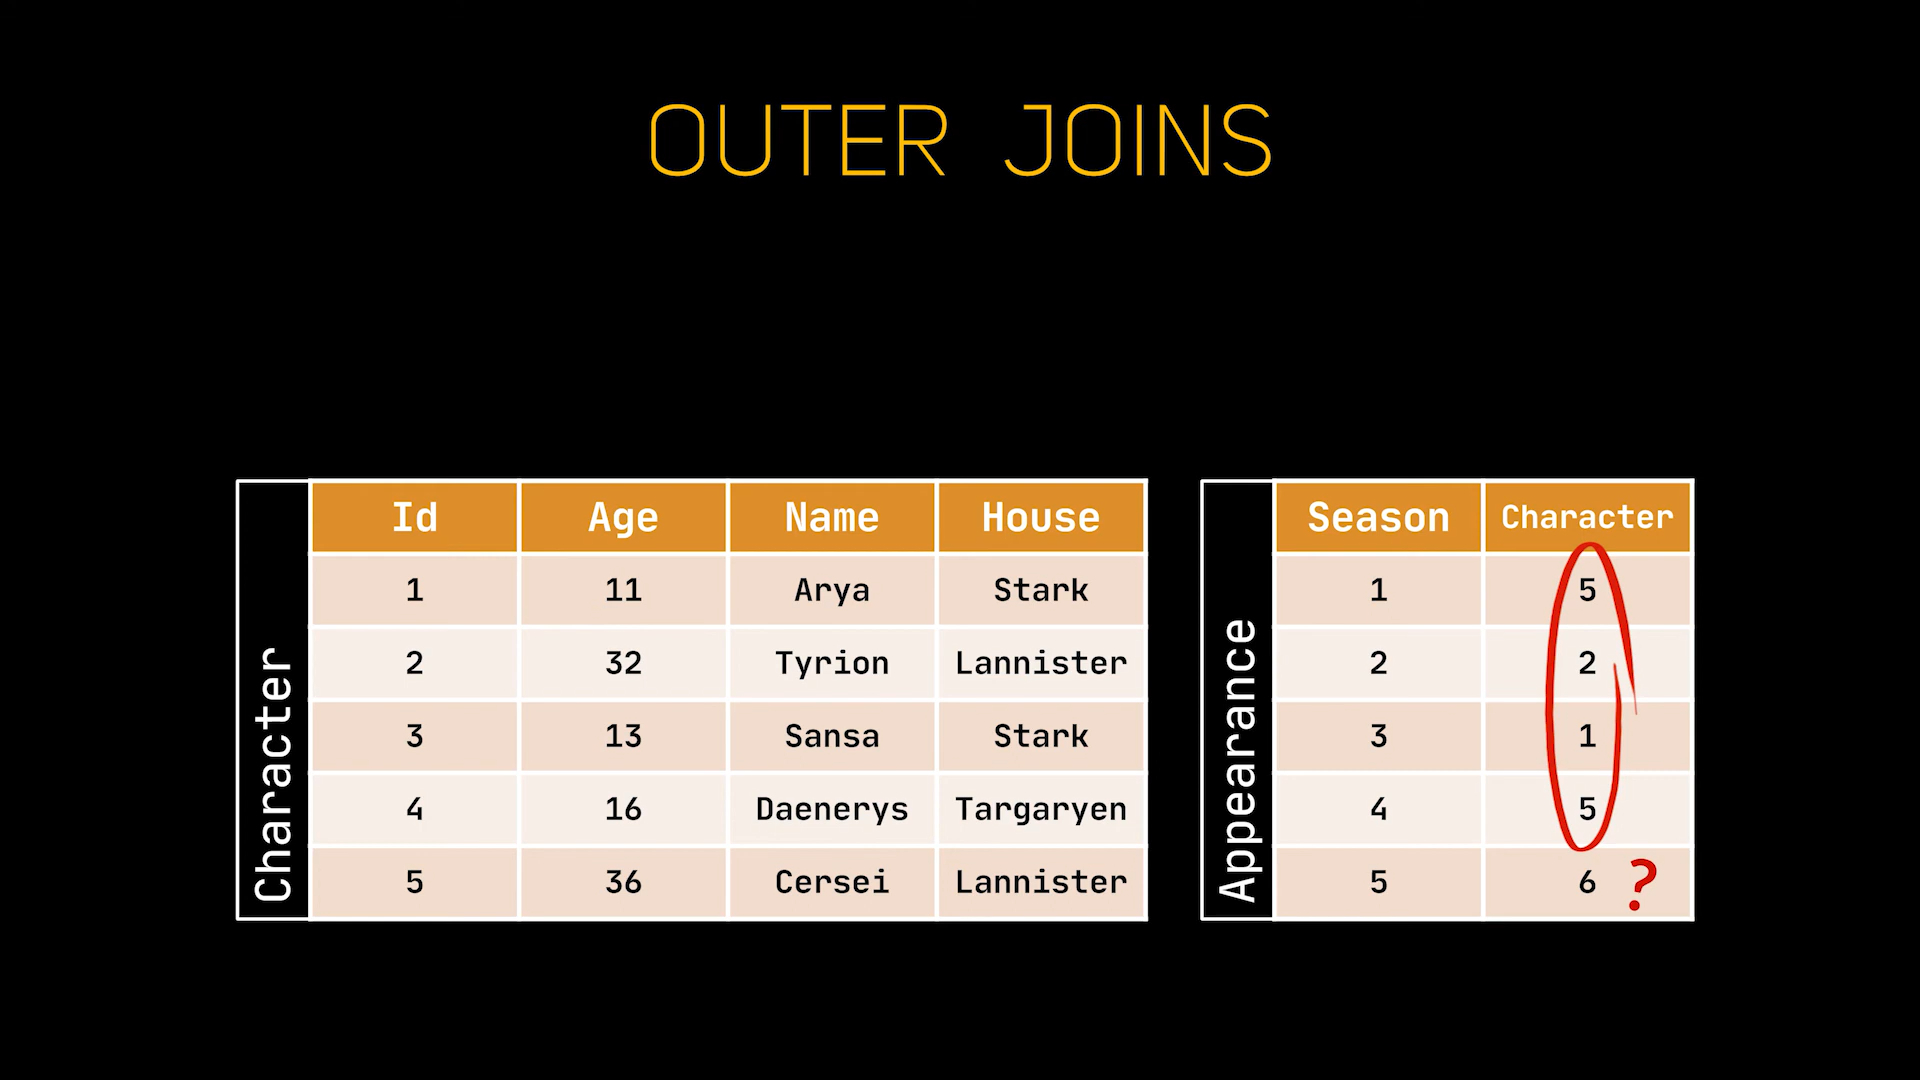 OUTER JOINS
Character
Id Age Name House
1 11 Arya Stark
2 32 Tyrion Lannister
3 13 Sansa Stark
4 16 Daenerys Targaryen
5 36 Cersei Lannister
Appearance
Season Character
1 5
2 2
3 1
4 5
5 6 ?